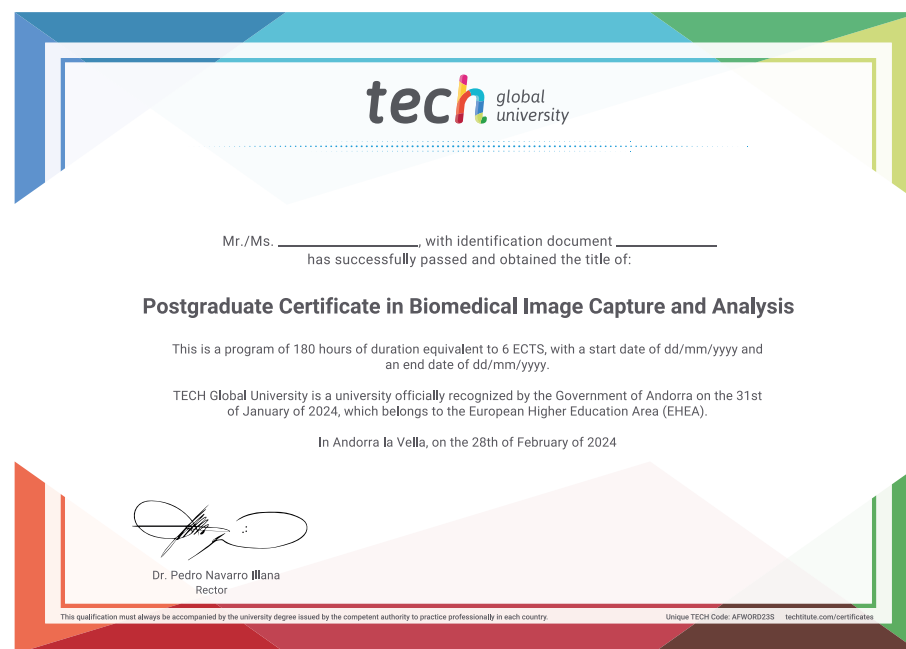 tech global
university
Mr./Ms. ____________________, with identification document ______________
has successfully passed and obtained the title of:
Postgraduate Certificate in Biomedical Image Capture and Analysis
This is a program of 180 hours of duration equivalent to 6 ECTS, with a start date of dd/mm/yyyy and
an end date of dd/mm/yyyy.
TECH Global University is a university officially recognized by the Government of Andorra on the 31st
of January of 2024, which belongs to the European Higher Education Area (EHEA).
In Andorra la Vella, on the 28th of February of 2024
Dr. Pedro Navarro Illana
Rector
This qualification must always be accompanied by the university degree issued by the competent authority to practice professionally in each country. Unique TECH Code: AFWORD23S techtitute.com/certificates